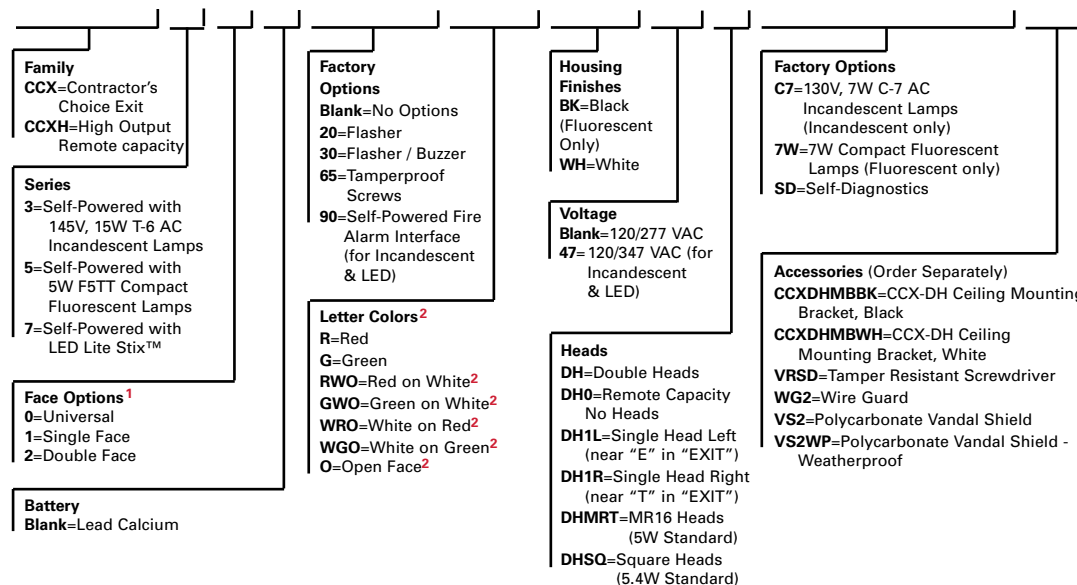 Family
CCX=Contractor's
Choice Exit
CCXH=High Output
Remote capacity
Series
3=Self-Powered with
145V, 15W T-6 AC
Incandescent Lamps
5=Self-Powered with
5W F5TT Compact
Fluorescent Lamps
7=Self-Powered with
LED Lite Stix™
Face Options 1
0=Universal
1=Single Face
2=Double Face
Battery
Blank=Lead Calcium
Factory
Options
Blank=No Options
20=Flasher
30=Flasher / Buzzer
65=Tamperproof
Screws
90=Self-Powered Fire
Alarm Interface
(for Incandescent
& LED)
Letter Colors2
R=Red
G=Green
RWO=Red on White2
GWO=Green on White2
WRO=White on Red2
WGO=White on Green2
O=Open Face2
Housing
Finishes
BK=Black
(Fluorescent
Only)
WH=White
Voltage
Blank=120/277 VAC
47=120/347 VAC (for
Incandescent
& LED)
Heads
DH=Double Heads
DH0=Remote Capacity
No Heads
DH1L=Single Head Left
(near “E” in “EXIT”)
DH1R=Single Head Right
(near “T” in “EXIT”)
DHMRT=MR16 Heads
(5W Standard)
DHSQ=Square Heads
(5.4W Standard)
Factory Options
C7=130V, 7W C-7 AC
Incandescent Lamps
(Incandescent only)
7W=7W Compact Fluorescent
Lamps (Fluorescent only)
SD=Self-Diagnostics
Accessories (Order Separately)
CCXDHMBBK=CCX-DH Ceiling Mounting
Bracket, Black
CCXDHMBWH=CCX-DH Ceiling
Mounting Bracket, White
VRSD=Tamper Resistant Screwdriver
WG2=Wire Guard
VS2=Polycarbonate Vandal Shield
VS2WP=Polycarbonate Vandal Shield -
Weatherproof